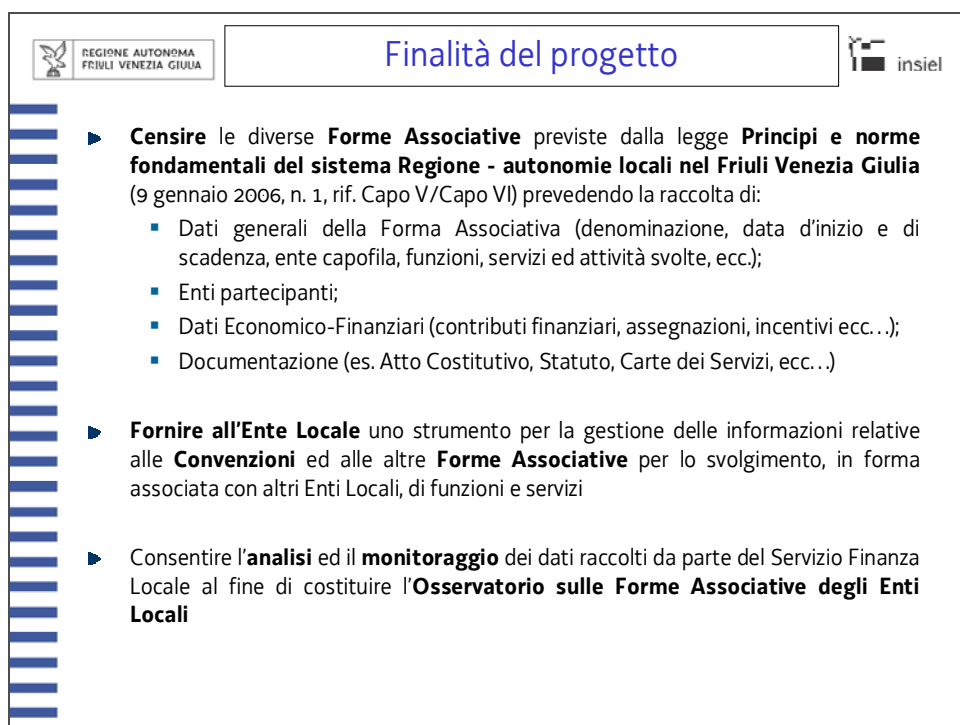 REGIONE AUTONOMA
FRIULI VENEZIA GIULIA
Finalità del progetto
insiel
Censire le diverse Forme Associative previste dalla legge Principi e norme
fondamentali del sistema Regione - autonomie locali nel Friuli Venezia Giulia
(9 gennaio 2006, n. 1, rif. Capo V/Capo VI) prevedendo la raccolta di:
Dati generali della Forma Associativa (denominazione, data d'inizio e di
scadenza, ente capofila, funzioni, servizi ed attività svolte, ecc.);
Enti partecipanti;
Dati Economico-Finanziari (contributi finanziari, assegnazioni, incentivi ecc…);
Documentazione (es. Atto Costitutivo, Statuto, Carte dei Servizi, ecc…)
Fornire all'Ente Locale uno strumento per la gestione delle informazioni relative
alle Convenzioni ed alle altre Forme Associative per lo svolgimento, in forma
associata con altri Enti Locali, di funzioni e servizi
Consentire l'analisi ed il monitoraggio dei dati raccolti da parte del Servizio Finanza
Locale al fine di costituire l'Osservatorio sulle Forme Associative degli Enti
Locali